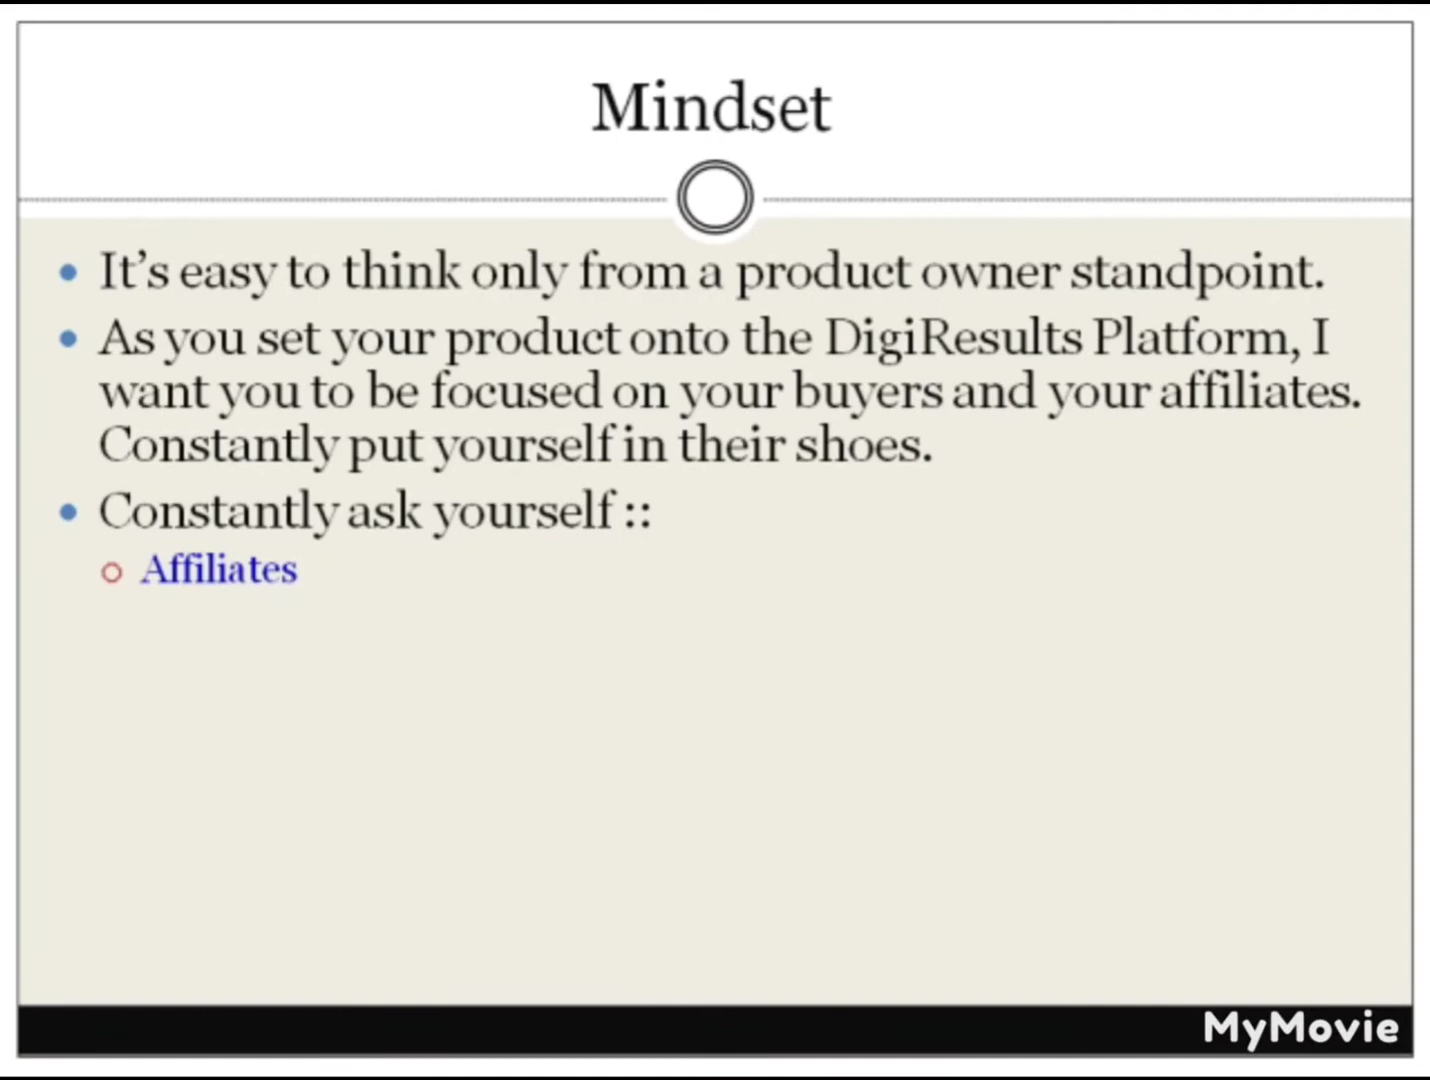 Mindset
It's easy to think only from a product owner standpoint.
As you set your product onto the DigiResults Platform, I
want you to be focused on your buyers and your affiliates.
Constantly put yourself in their shoes.
Constantly ask yourself ::
Affiliates
MyMovie